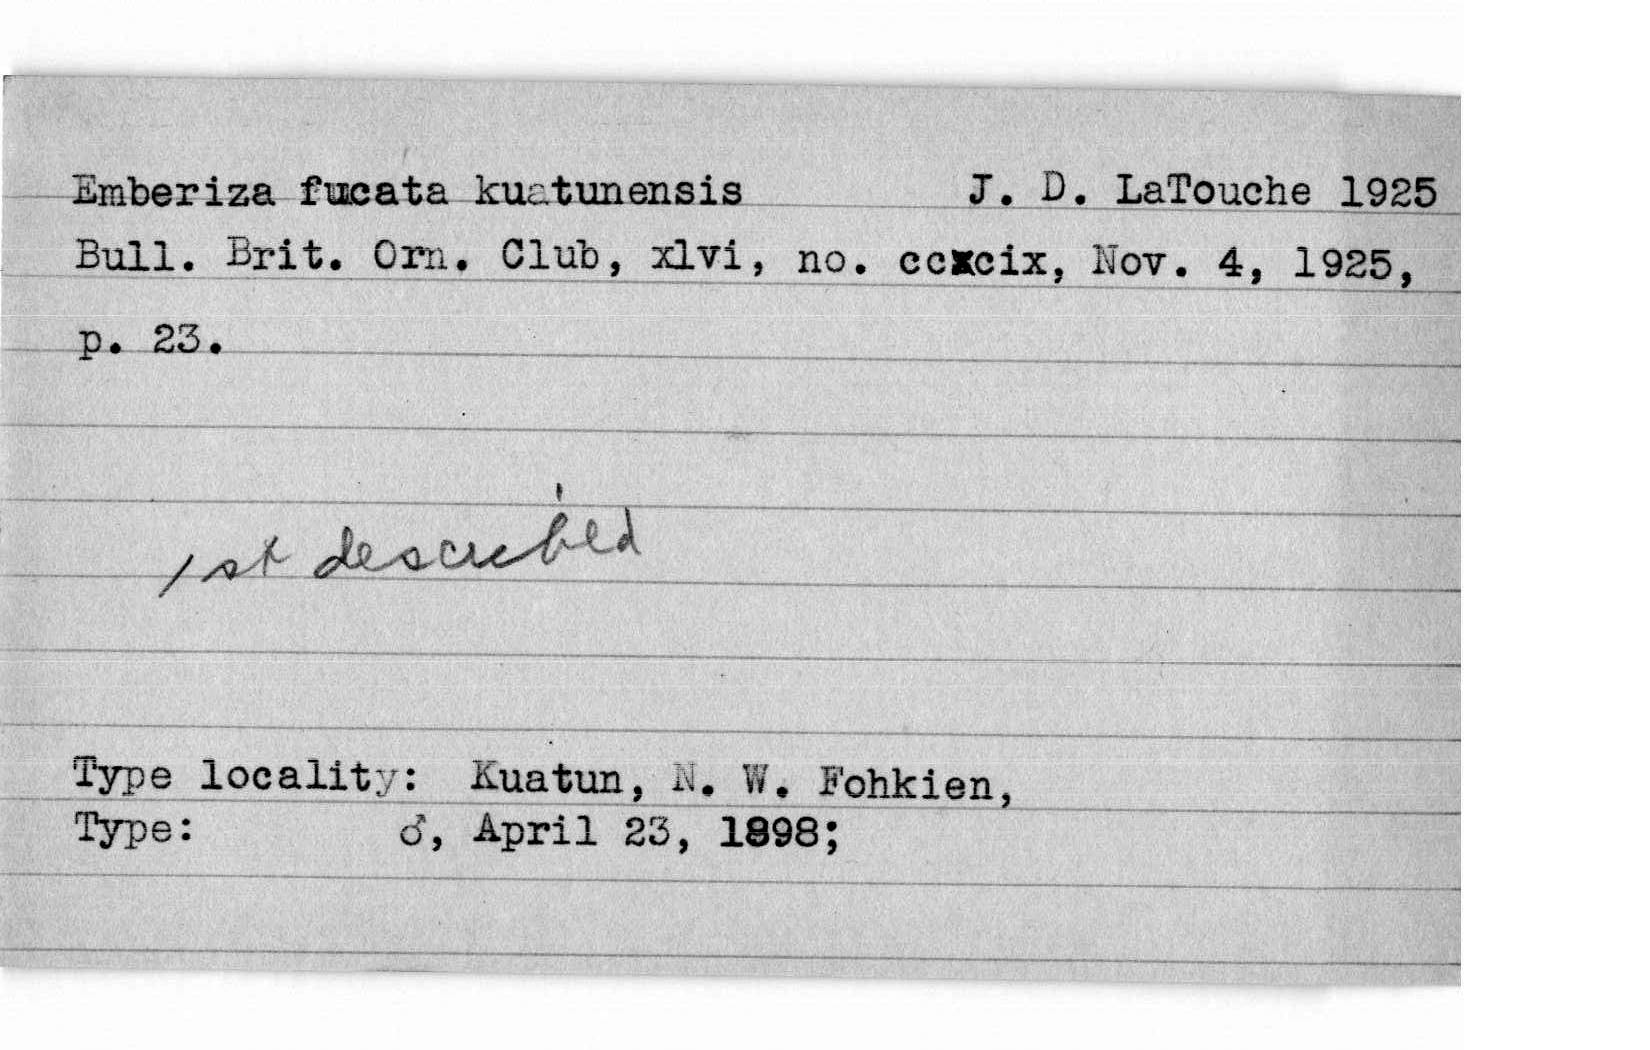 Emberiza fucata kuatunensis J. D. LaTouche 1925
Bull. Brit. Orn. Club, xlvi, no. ccxcix, Nov. 4, 1925,
p. 23.
1st described
Type locality: Kuatun, N. W. Fohkien,
Type: ♂, April 23, 1898;